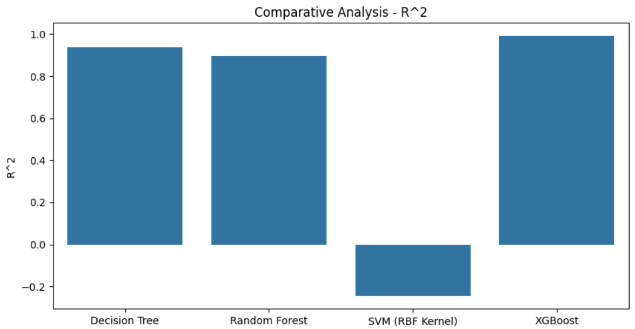 Comparative Analysis - R^2
R^2
1.0
0.8
0.6
0.4
0.2
0.0
−0.2
Decision Tree Random Forest SVM (RBF Kernel) XGBoost